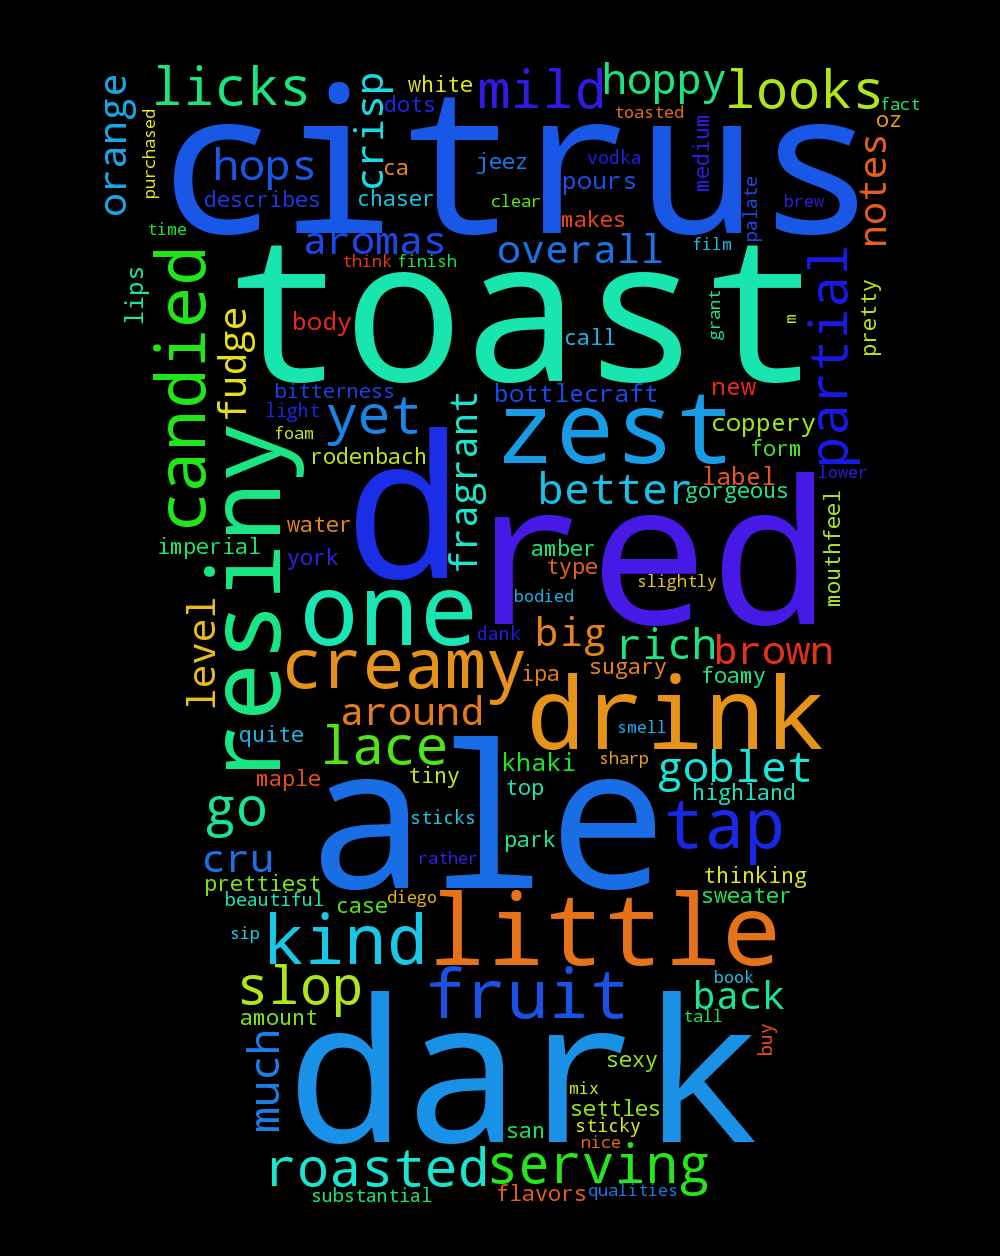 citrus
licks
mild
hoppy
looks
white
dots
toasted
fact
oz
orange
purchased
crisp
hops
ca
jeez
vodka
pours
medium
notes
describes
chaser
clear
makes
palate
brew
time
aromas
overall
film
think
finish
toast
lips
candied
fudge
body
call
grant
m
pretty
partial
bitterness
bottlecraft
new
light
yet
zest
coppery
foam
fragrant
form
rodenbach
better
label
gorgeous
lower
resiny
d
red
water
mouthfeel
imperial
york
amber
type
slightly
bodied
one
dank
big
rich
brown
level
creamy
ipa
sugary
foamy
around
drink
quite
lace
smell
khaki
sharp
goblet
maple
tiny
top
highland
go
ale
sticks
park
tap
cru
rather
thinking
prettiest
beautiful
case
diego
sweater
sip
kind
little
slop
fruit
book
back
amount
tall
much
dark
buy
sexy
mix
settles
san
sticky
nice
roasted
serving
substantial
flavors
qualities